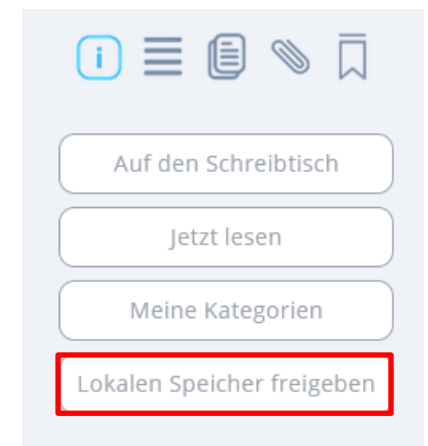 Auf den Schreibtisch
Jetzt lesen
Meine Kategorien
Lokalen Speicher freigeben